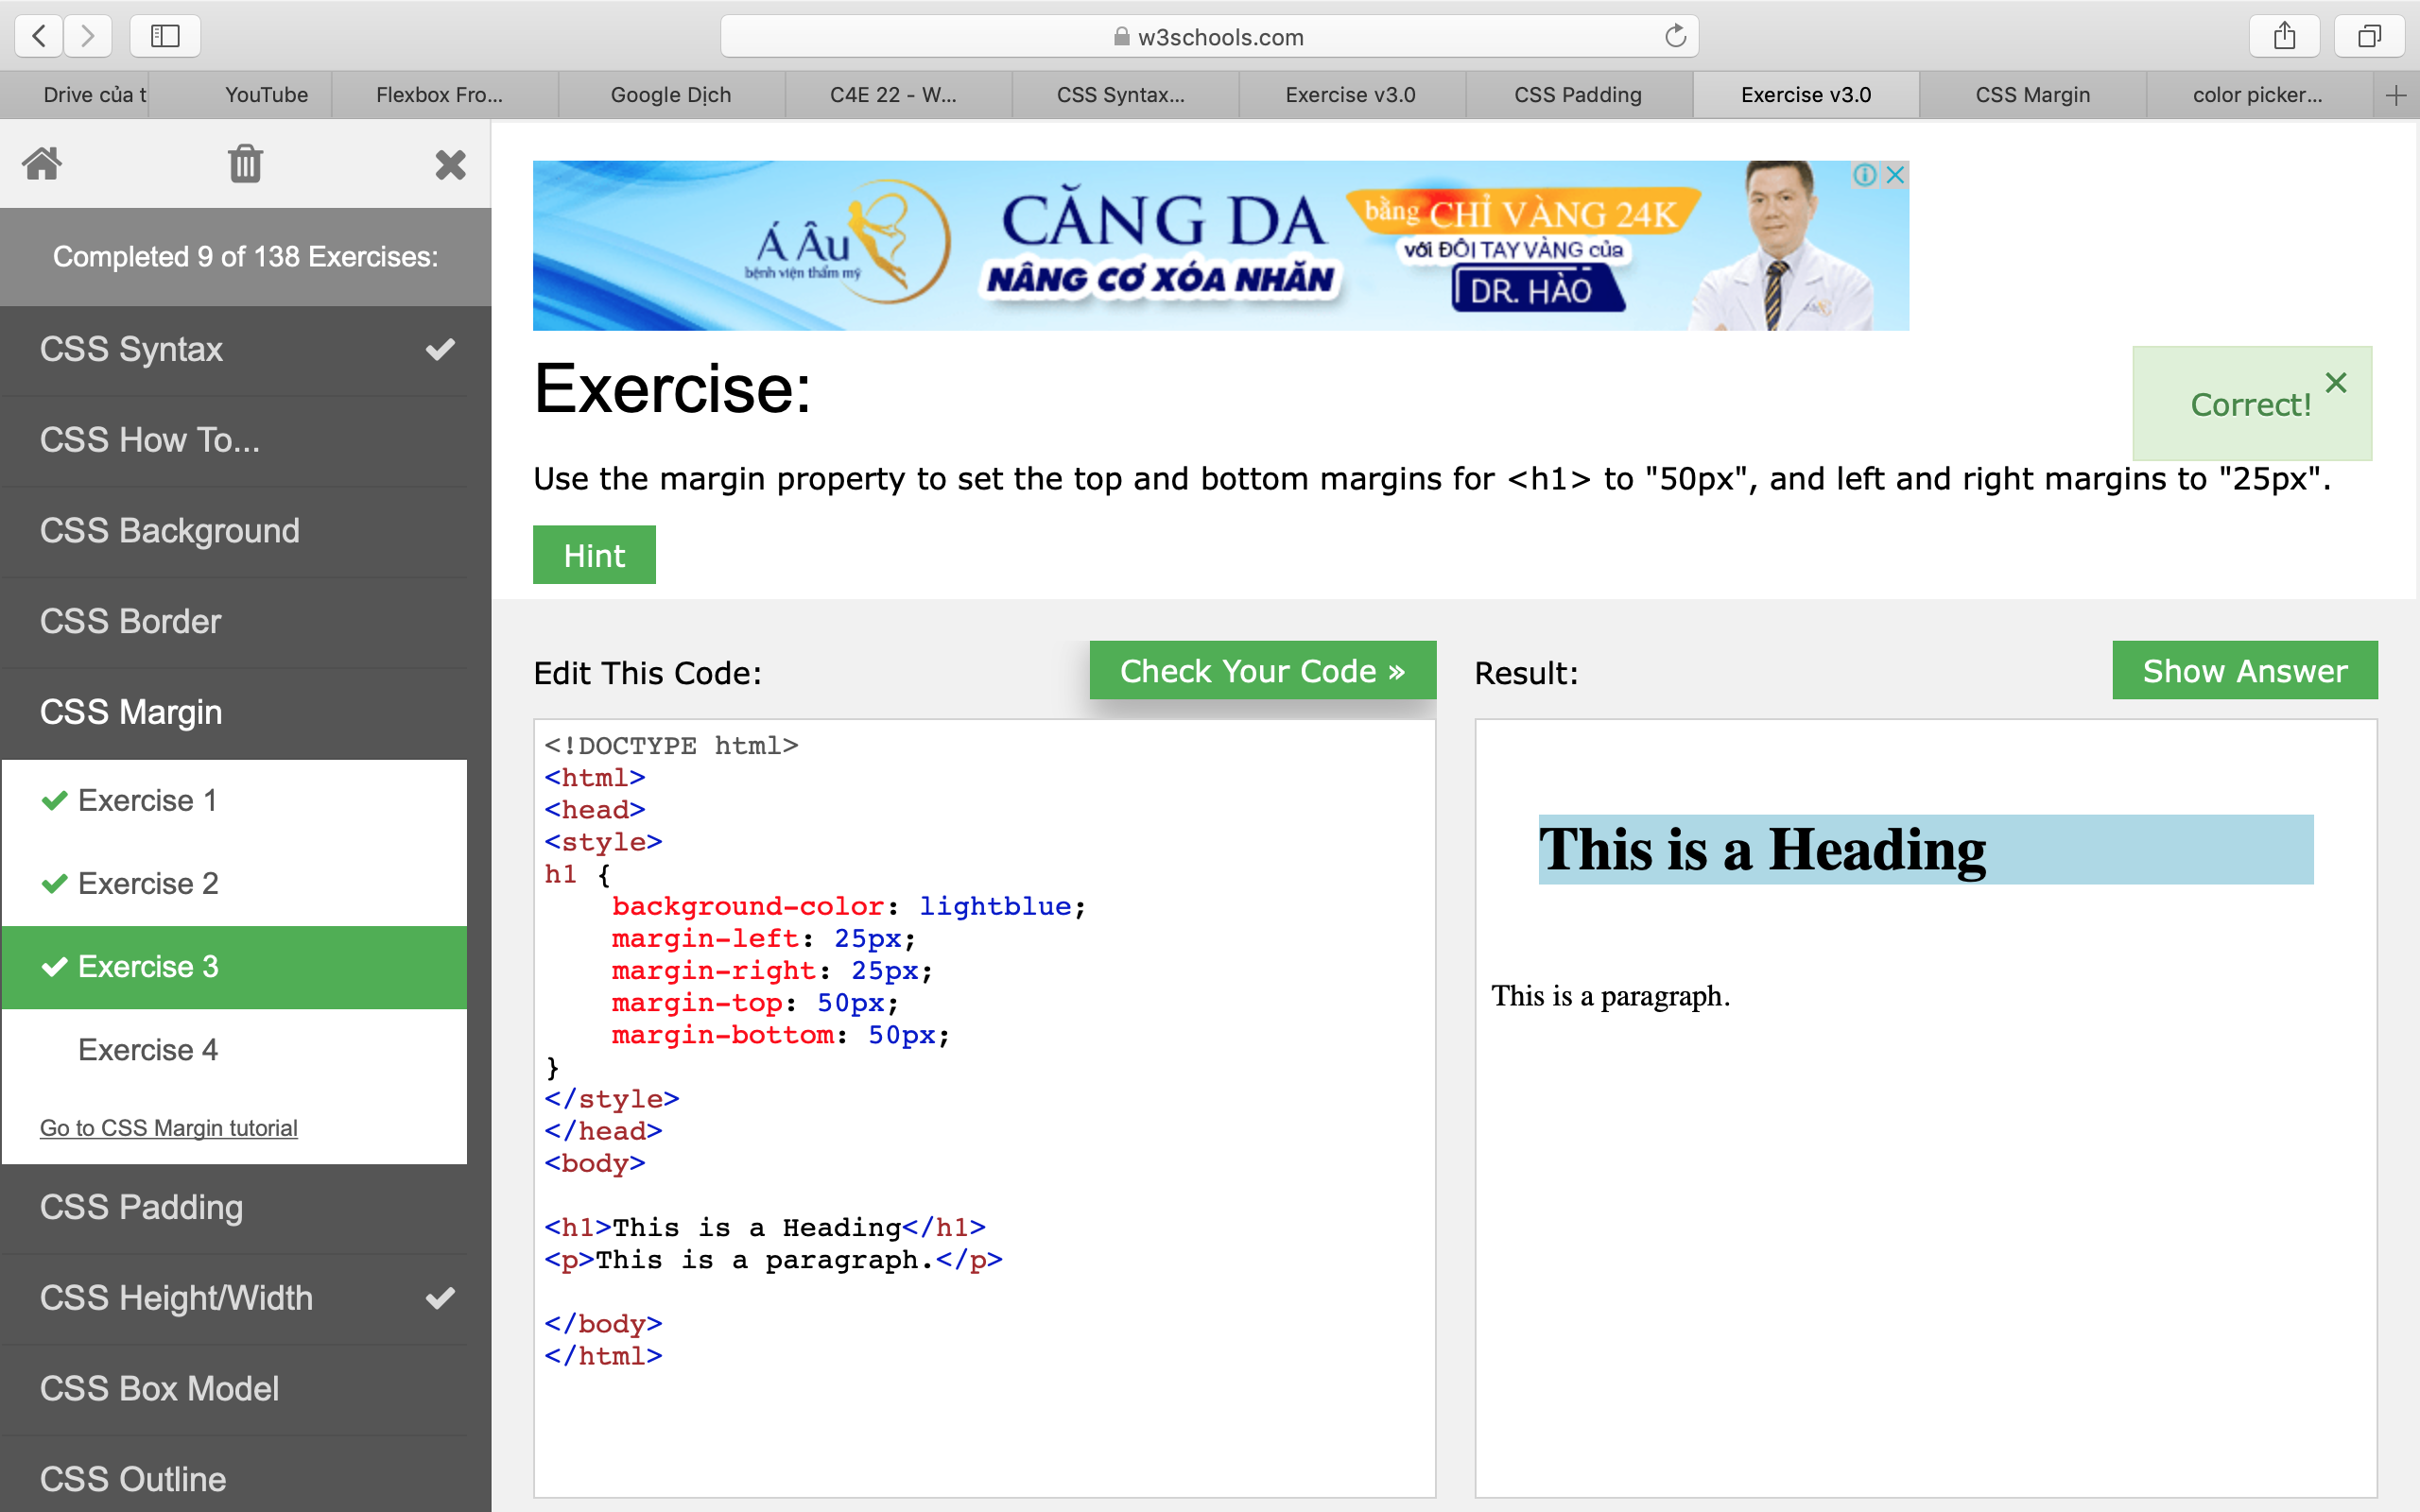 w3schools.com
Drive của t
YouTube
Flexbox Fro...
Google Dịch
C4E 22 - W...
CSS Syntax...
Exercise v3.0
CSS Padding
Exercise v3.0
CSS Margin
color picker...
Completed 9 of 138 Exercises:
CSS Syntax
CSS How To...
CSS Background
CSS Border
CSS Margin
Exercise 1
Exercise 2
Exercise 3
Exercise 4
Go to CSS Margin tutorial
CSS Padding
CSS Height/Width
CSS Box Model
CSS Outline
Á Âu
bệnh viện thẩm mỹ
CĂNG DA
NÂNG CƠ XÓA NHĂN
bằng CHỈ VÀNG 24K
với ĐÔI TAY VÀNG của
DR. HÀO
Exercise:
Correct!
Use the margin property to set the top and bottom margins for <h1> to "50px", and left and right margins to "25px".
Hint
Edit This Code:
Check Your Code »
<!DOCTYPE html>
<html>
<head>
<style>
h1 {
    background-color: lightblue;
    margin-left: 25px;
    margin-right: 25px;
    margin-top: 50px;
    margin-bottom: 50px;
}
</style>
</head>
<body>
<h1>This is a Heading</h1>
<p>This is a paragraph.</p>
</body>
</html>
Result:
Show Answer
This is a Heading
This is a paragraph.